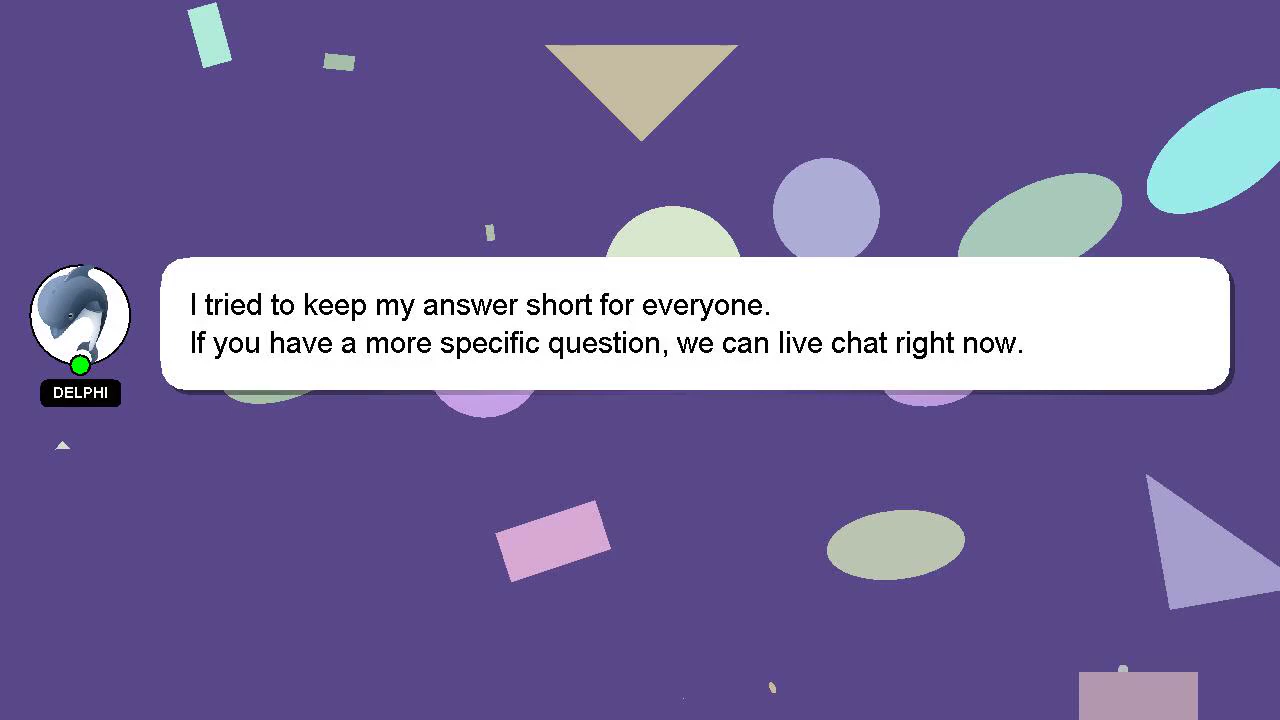 I tried to keep my answer short for everyone.
If you have a more specific question, we can live chat right now.
DELPHI